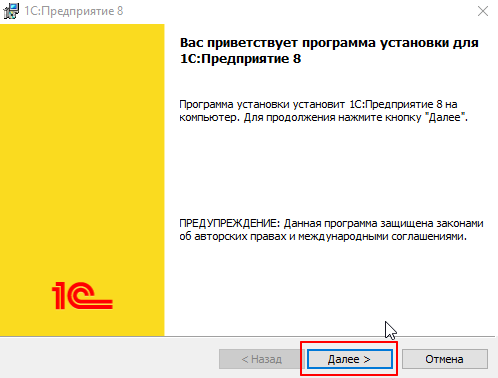 1С:Предприятие 8
Вас приветствует программа установки для
1С:Предприятие 8
Программа установки установит 1С:Предприятие 8 на
компьютер. Для продолжения нажмите кнопку "Далее".
ПРЕДУПРЕЖДЕНИЕ: Данная программа защищена законами
об авторских правах и международными соглашениями.
1С
< Назад
Далее >
Отмена